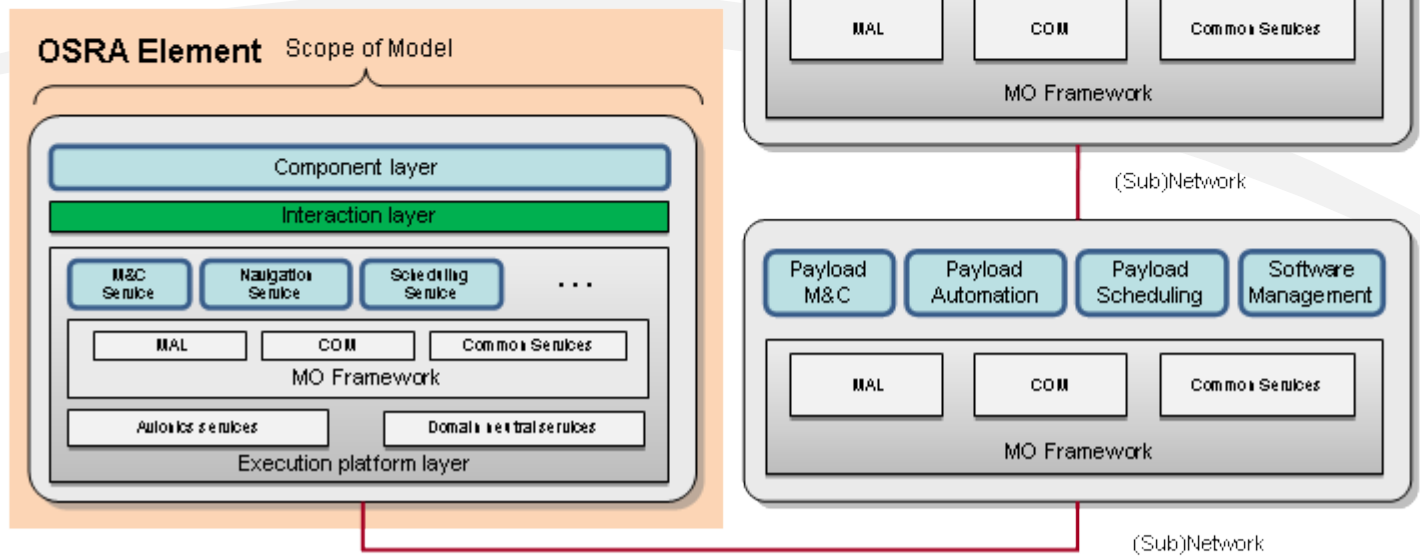 OSRA Element
Scope of Model
Component layer
Interaction layer
M&C
Service
Navigation
Service
Scheduling
Service
...
MAL
COM
Common Services
MO Framework
Avionics services
Domain neutral services
Execution platform layer
MAL
COM
Common Services
MO Framework
(Sub)Network
Payload
M&C
Payload
Automation
Payload
Scheduling
Software
Management
MAL
COM
Common Services
MO Framework
(Sub)Network